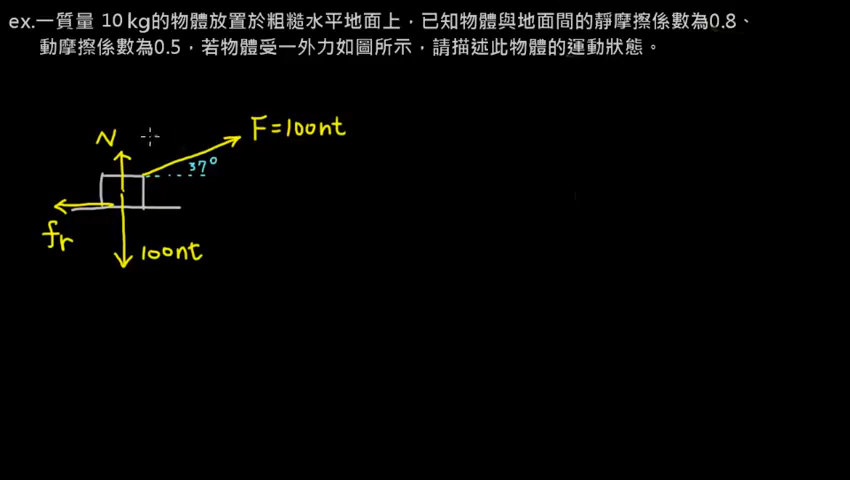 ex.一質量 10 kg的物體放置於粗糙水平地面上，已知物體與地面間的靜摩擦係數為0.8、
動摩擦係數為0.5，若物體受一外力如圖所示，請描述此物體的運動狀態。
N
F=100nt
37°
fr
100nt